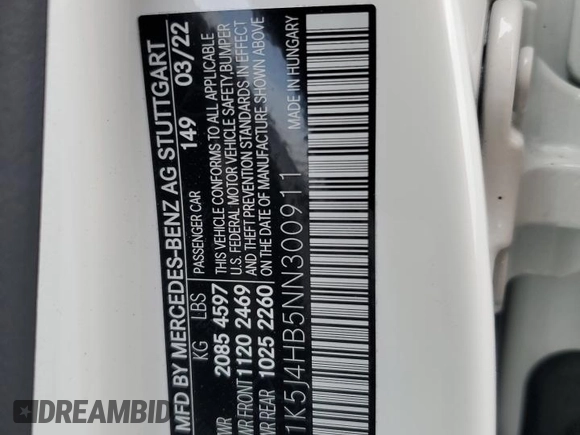 MFD BY MERCEDES-BENZ AG STUTTGART
149 03/22
KG LBS PASSENGER CAR
2085 4597
FRONT 1120 2469
REAR 1025 2260
THIS VEHICLE CONFORMS TO ALL APPLICABLE
U.S. FEDERAL MOTOR VEHICLE SAFETY, BUMPER
AND THEFT PREVENTION STANDARDS IN EFFECT
ON THE DATE OF MANUFACTURE SHOWN ABOVE
MADE IN HUNGARY
1K5J4HB5NN300911
DREAMBID